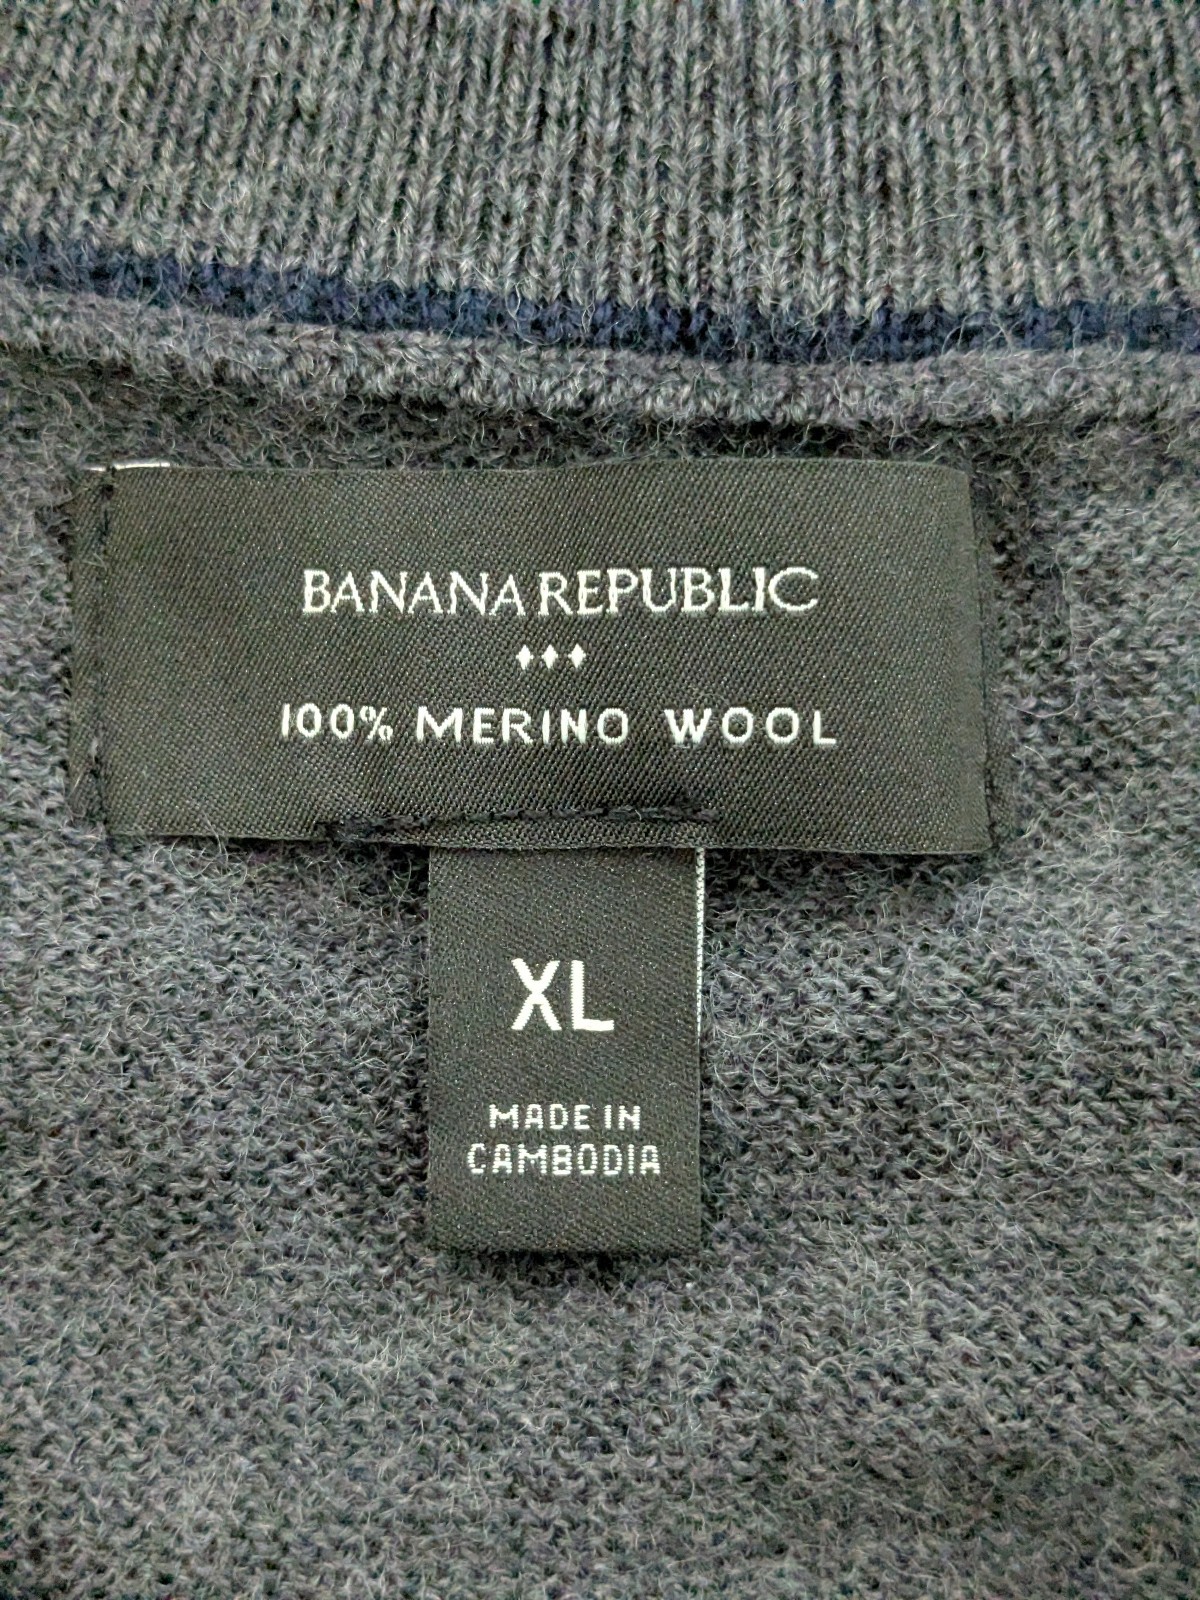 BANANA REPUBLIC
100% MERINO WOOL
XL
MADE IN
CAMBODIA